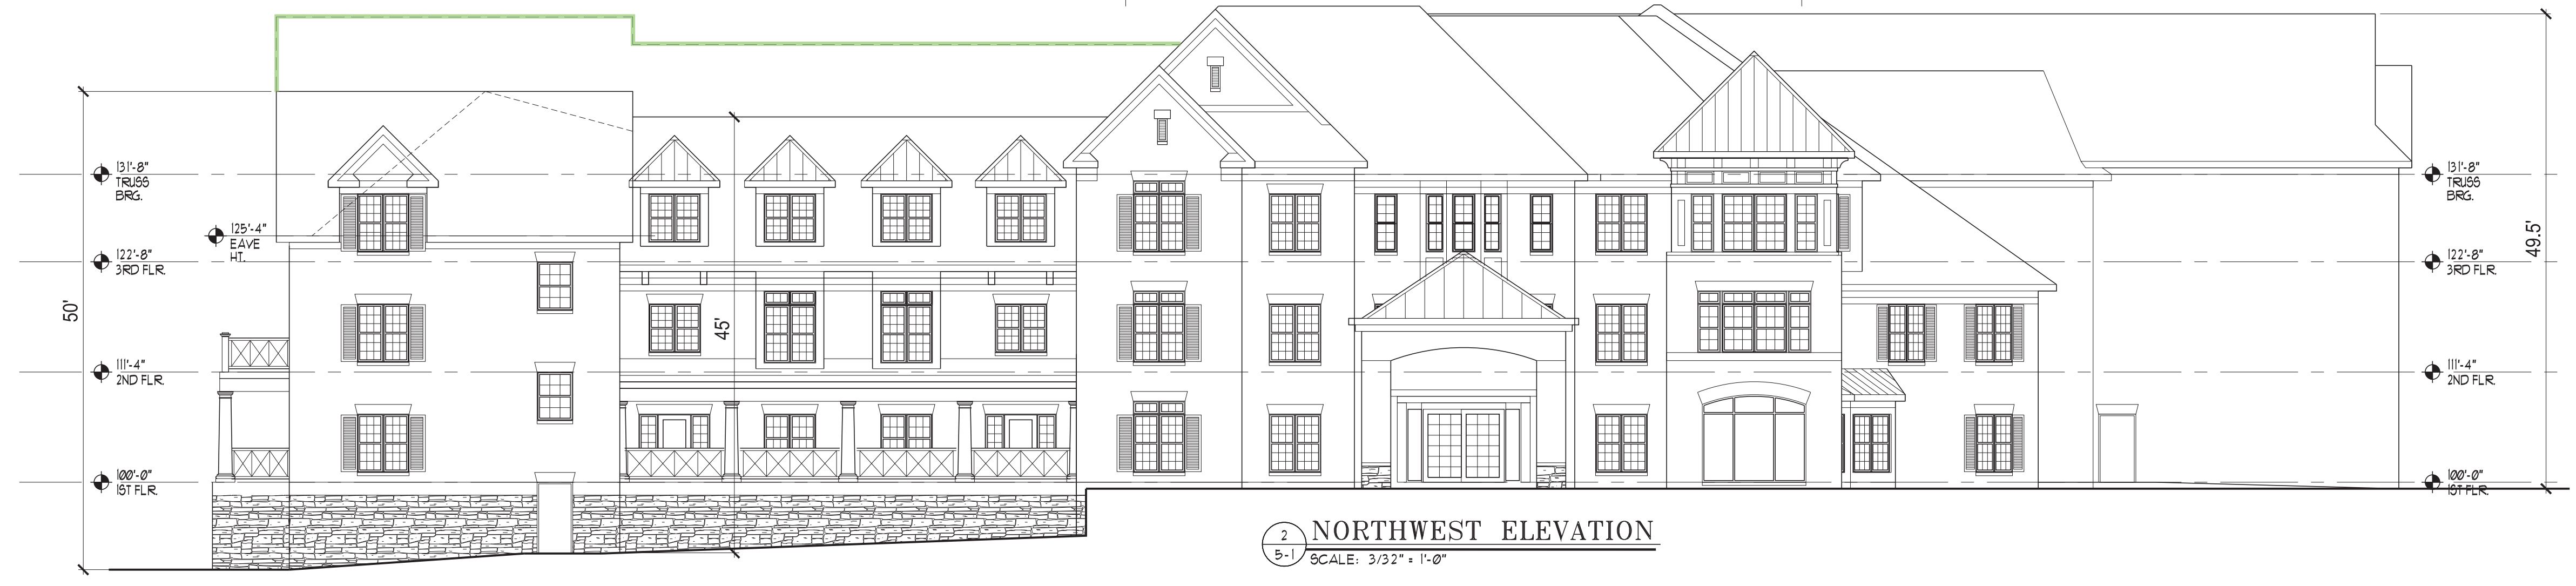 131'-8"
TRUSS
BRG.
125'-4"
EAVE
HT.
122'-8"
3RD FLR.
50'
45'
111'-4"
2ND FLR.
100'-0"
1ST FLR.
131'-8"
TRUSS
BRG.
49.5'
122'-8"
3RD FLR.
111'-4"
2ND FLR.
100'-0"
1ST FLR.
2
5-1
NORTHWEST ELEVATION
SCALE: 3/32" = 1'-0"